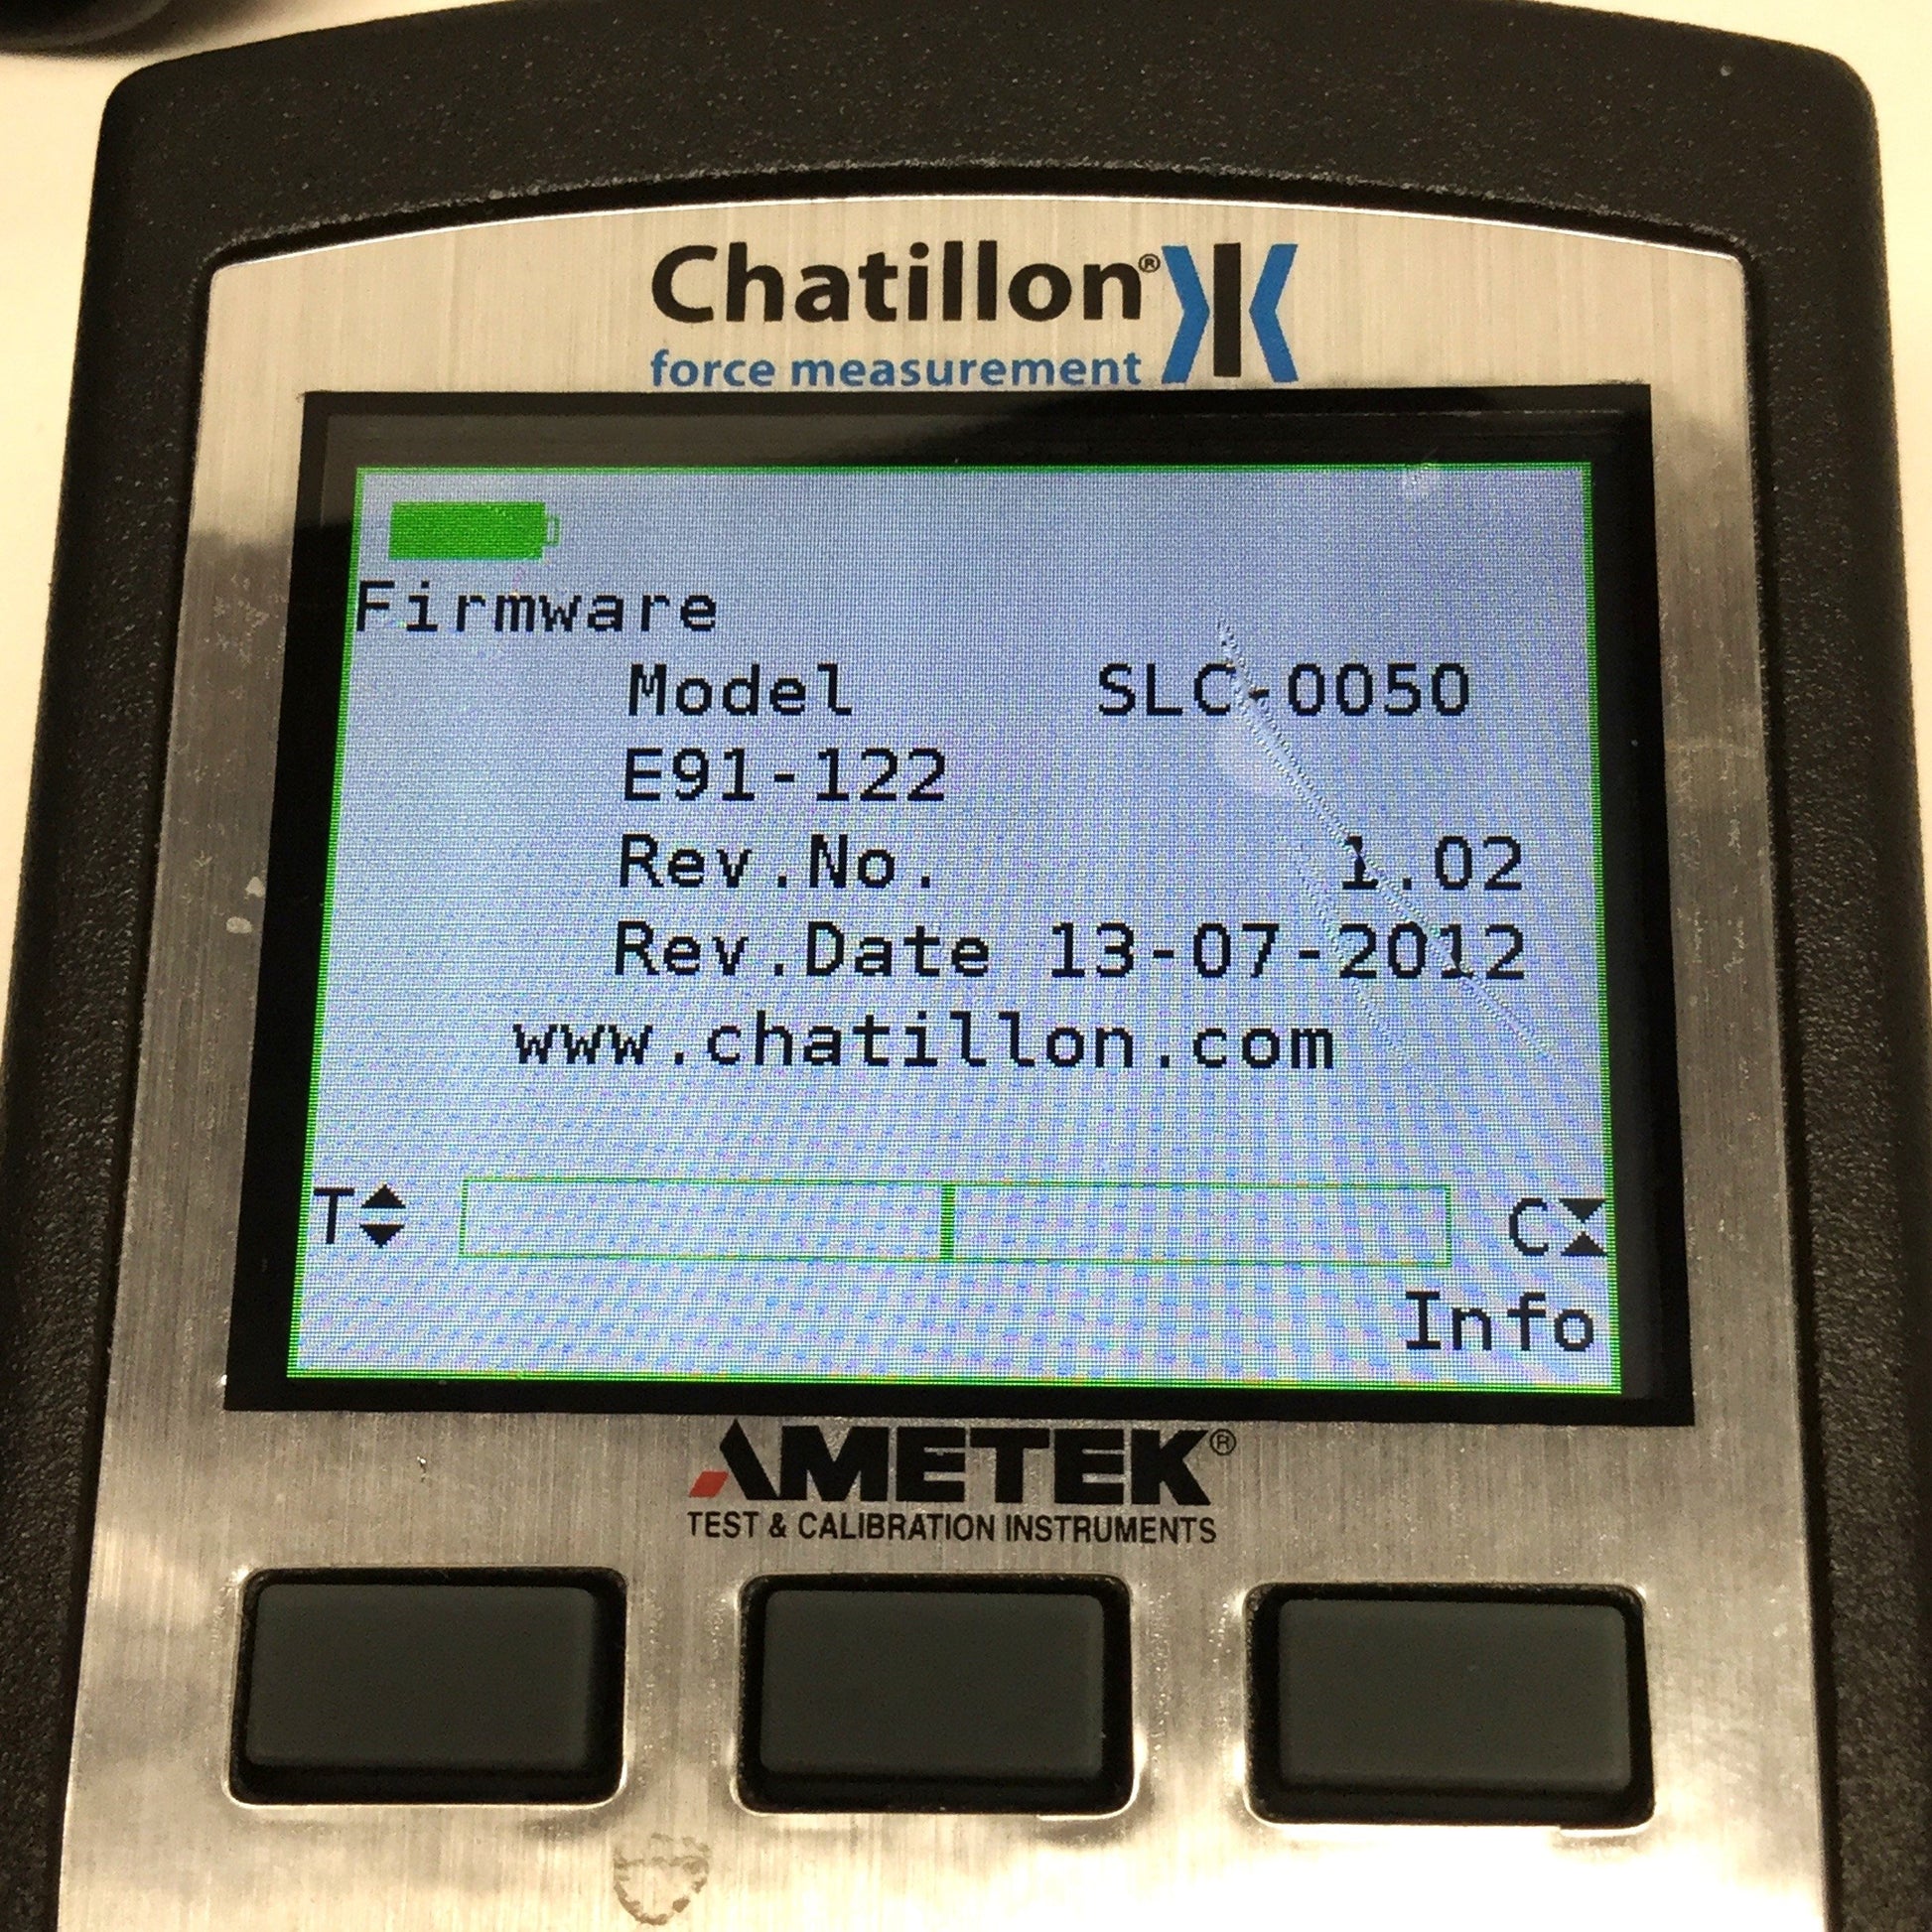 Chatillon®
force measurement
Firmware
Model SLC-0050
E91-122
Rev.No. 1.02
Rev.Date 13-07-2012
www.chatillon.com
T C
Info
AMETEK®
TEST & CALIBRATION INSTRUMENTS